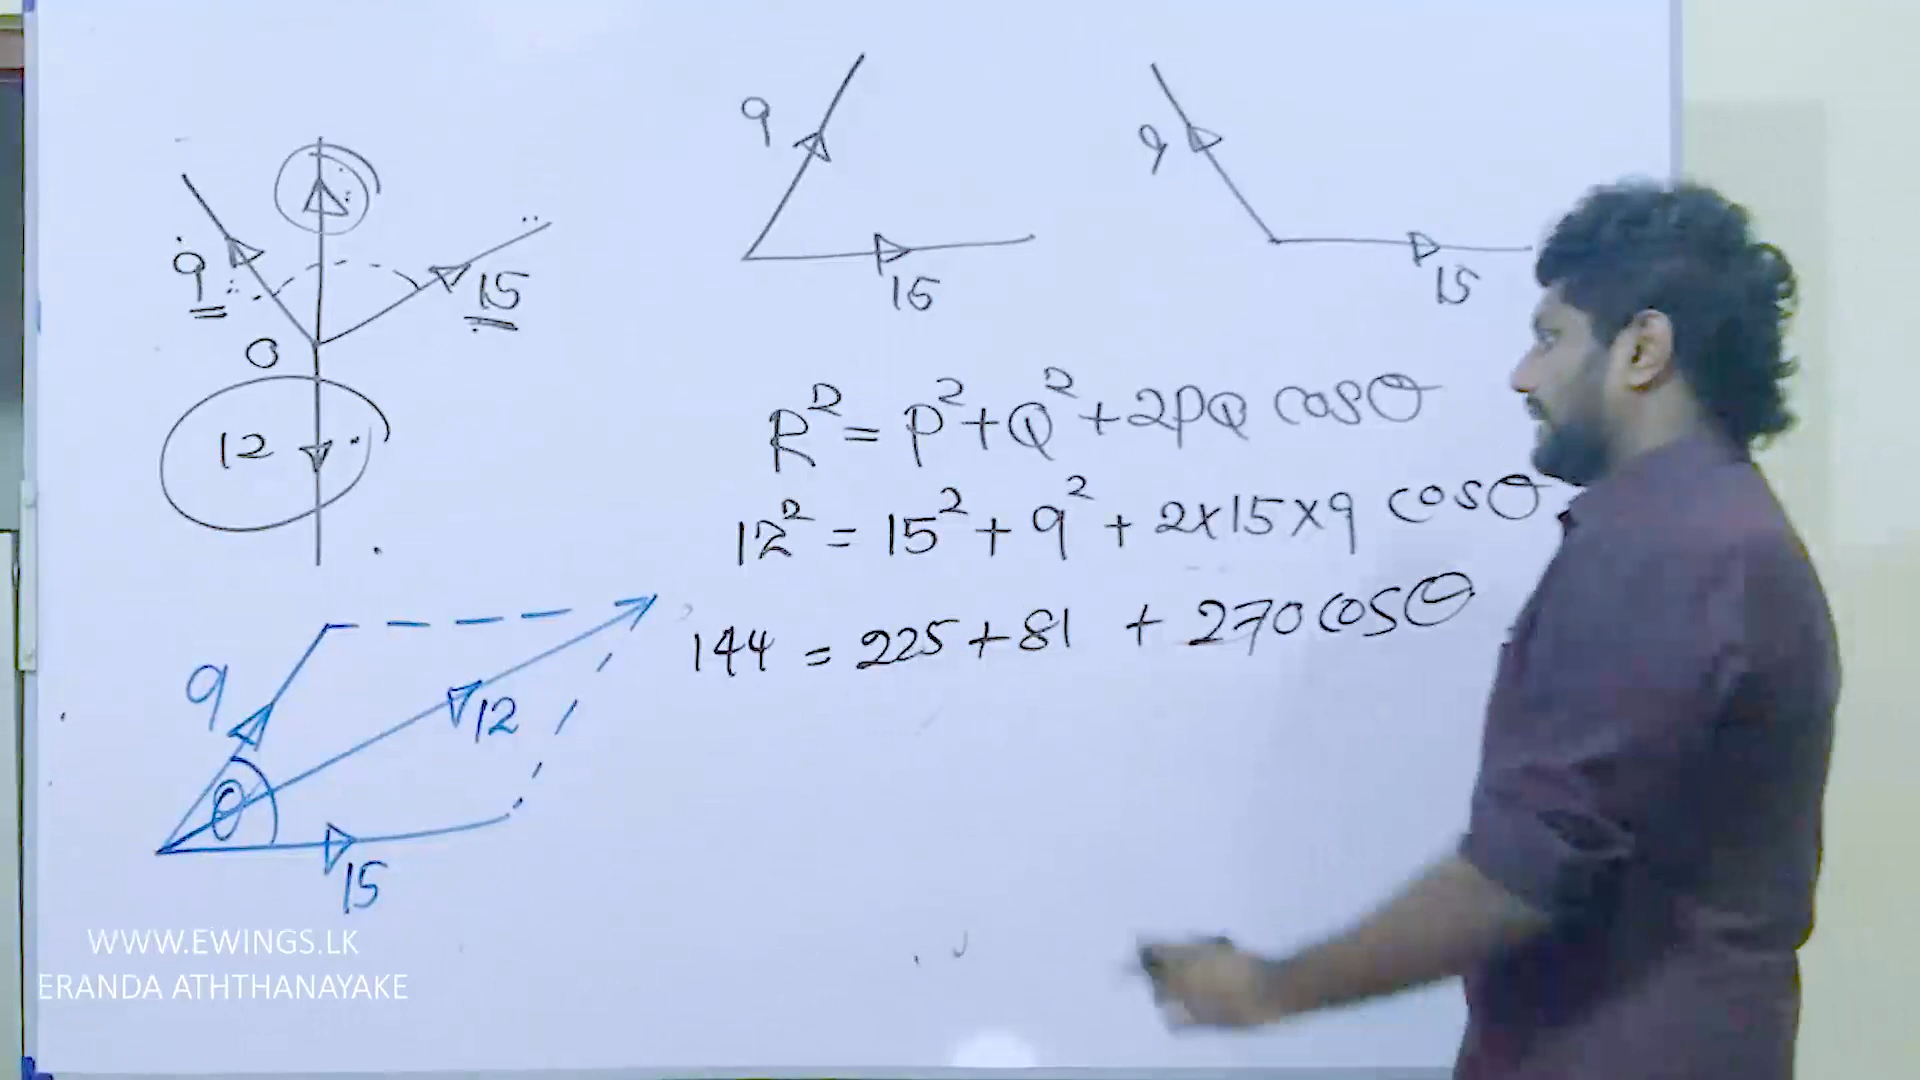 9
15
O
12
9
15
9
15
R² = P² + Q² + 2PQ cosθ
12² = 15² + 9² + 2×15×9 cosθ
144 = 225 + 81 + 270 cosθ
9
12
θ
15
WWW.EWINGS.LK
ERANDA ATHTHANAYAKE